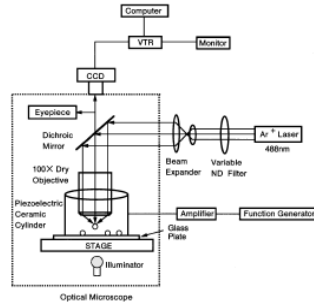 Computer
VTR
Monitor
CCD
Eyepiece
Dichroic
Mirror
Ar+ Laser
488nm
Beam
Expander
Variable
ND Filter
100× Dry
Objective
Piezoelectric
Ceramic
Cylinder
Amplifier
Function Generator
Glass
Plate
STAGE
Illuminator
Optical Microscope